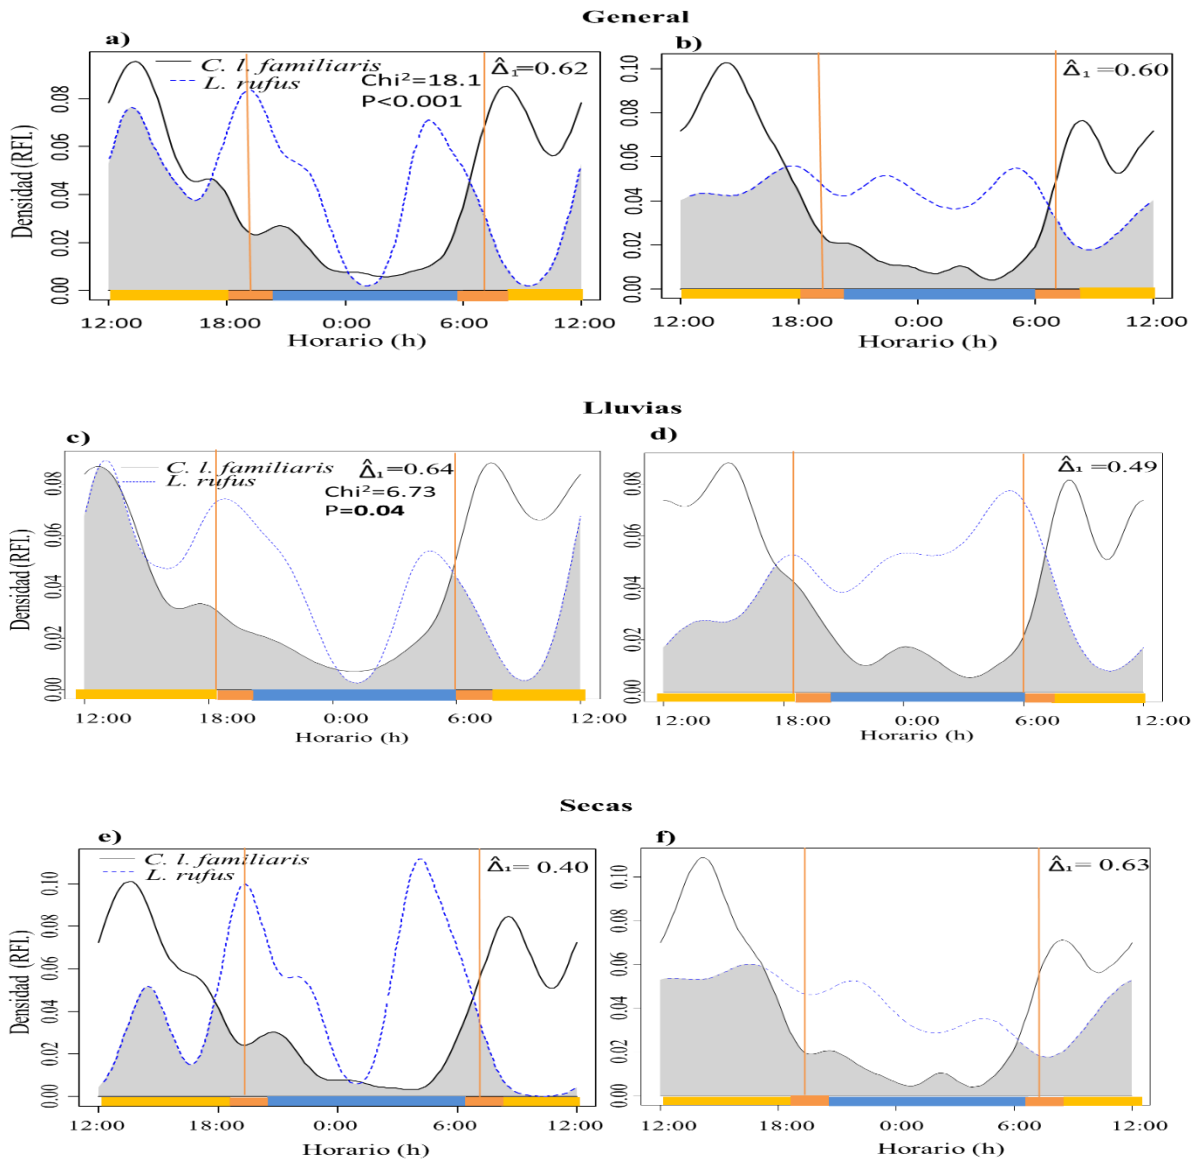 General
a)
C. l. familiaris
L. rufus
Chi²=18.1
P<0.001
Δ̂₁=0.62
Densidad (RFI.)
0.00 0.02 0.04 0.06 0.08
12:00 18:00 0:00 6:00 12:00
Horario (h)
b)
Δ̂₁=0.60
0.00 0.02 0.04 0.06 0.08 0.10
12:00 18:00 0:00 6:00 12:00
Horario (h)
Lluvias
c)
C. l. familiaris
L. rufus
Δ̂₁=0.64
Chi²=6.73
P=0.04
Densidad (RFI.)
0.00 0.02 0.04 0.06 0.08
12:00 18:00 0:00 6:00 12:00
Horario (h)
d)
Δ̂₁=0.49
0.00 0.02 0.04 0.06 0.08
12:00 18:00 0:00 6:00 12:00
Horario (h)
Secas
e)
C. l. familiaris
L. rufus
Δ̂₁= 0.40
Densidad (RFI.)
0.00 0.02 0.04 0.06 0.08 0.10
12:00 18:00 0:00 6:00 12:00
Horario (h)
f)
Δ̂₁= 0.63
0.00 0.02 0.04 0.06 0.08 0.10
12:00 18:00 0:00 6:00 12:00
Horario (h)